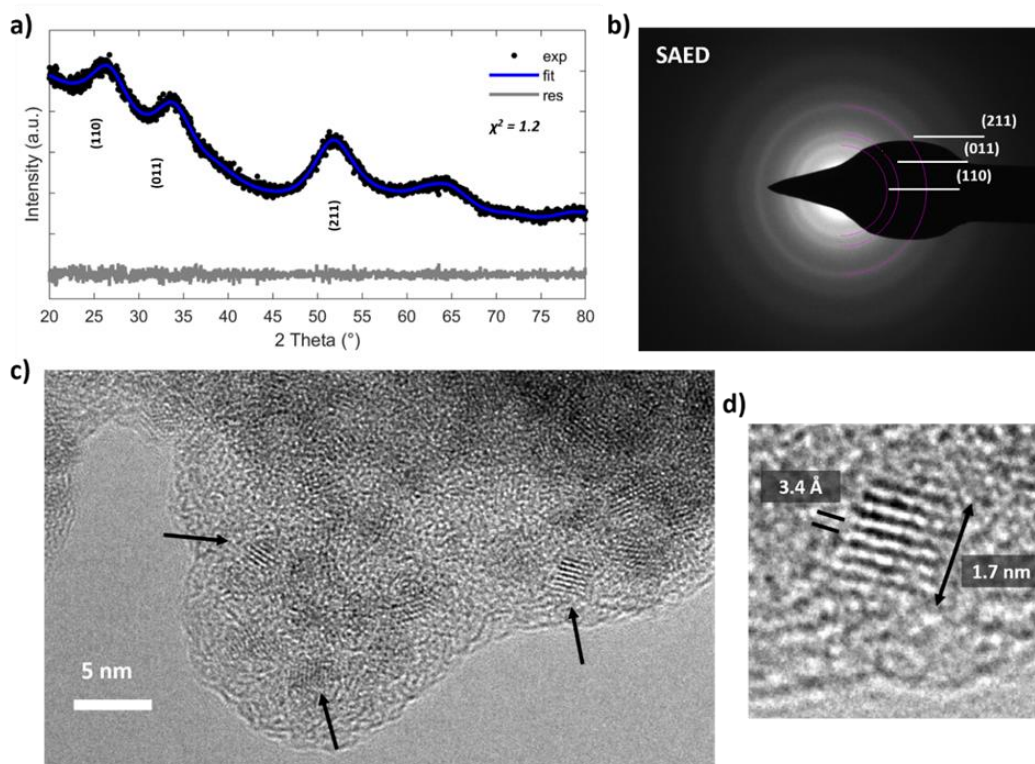 a)
Intensity (a.u.)
(110)
(011)
(211)
exp
fit
res
χ² = 1.2
20 25 30 35 40 45 50 55 60 65 70 75 80
2 Theta (°)
b)
SAED
(211)
(011)
(110)
c)
5 nm
d)
3.4 Å
1.7 nm